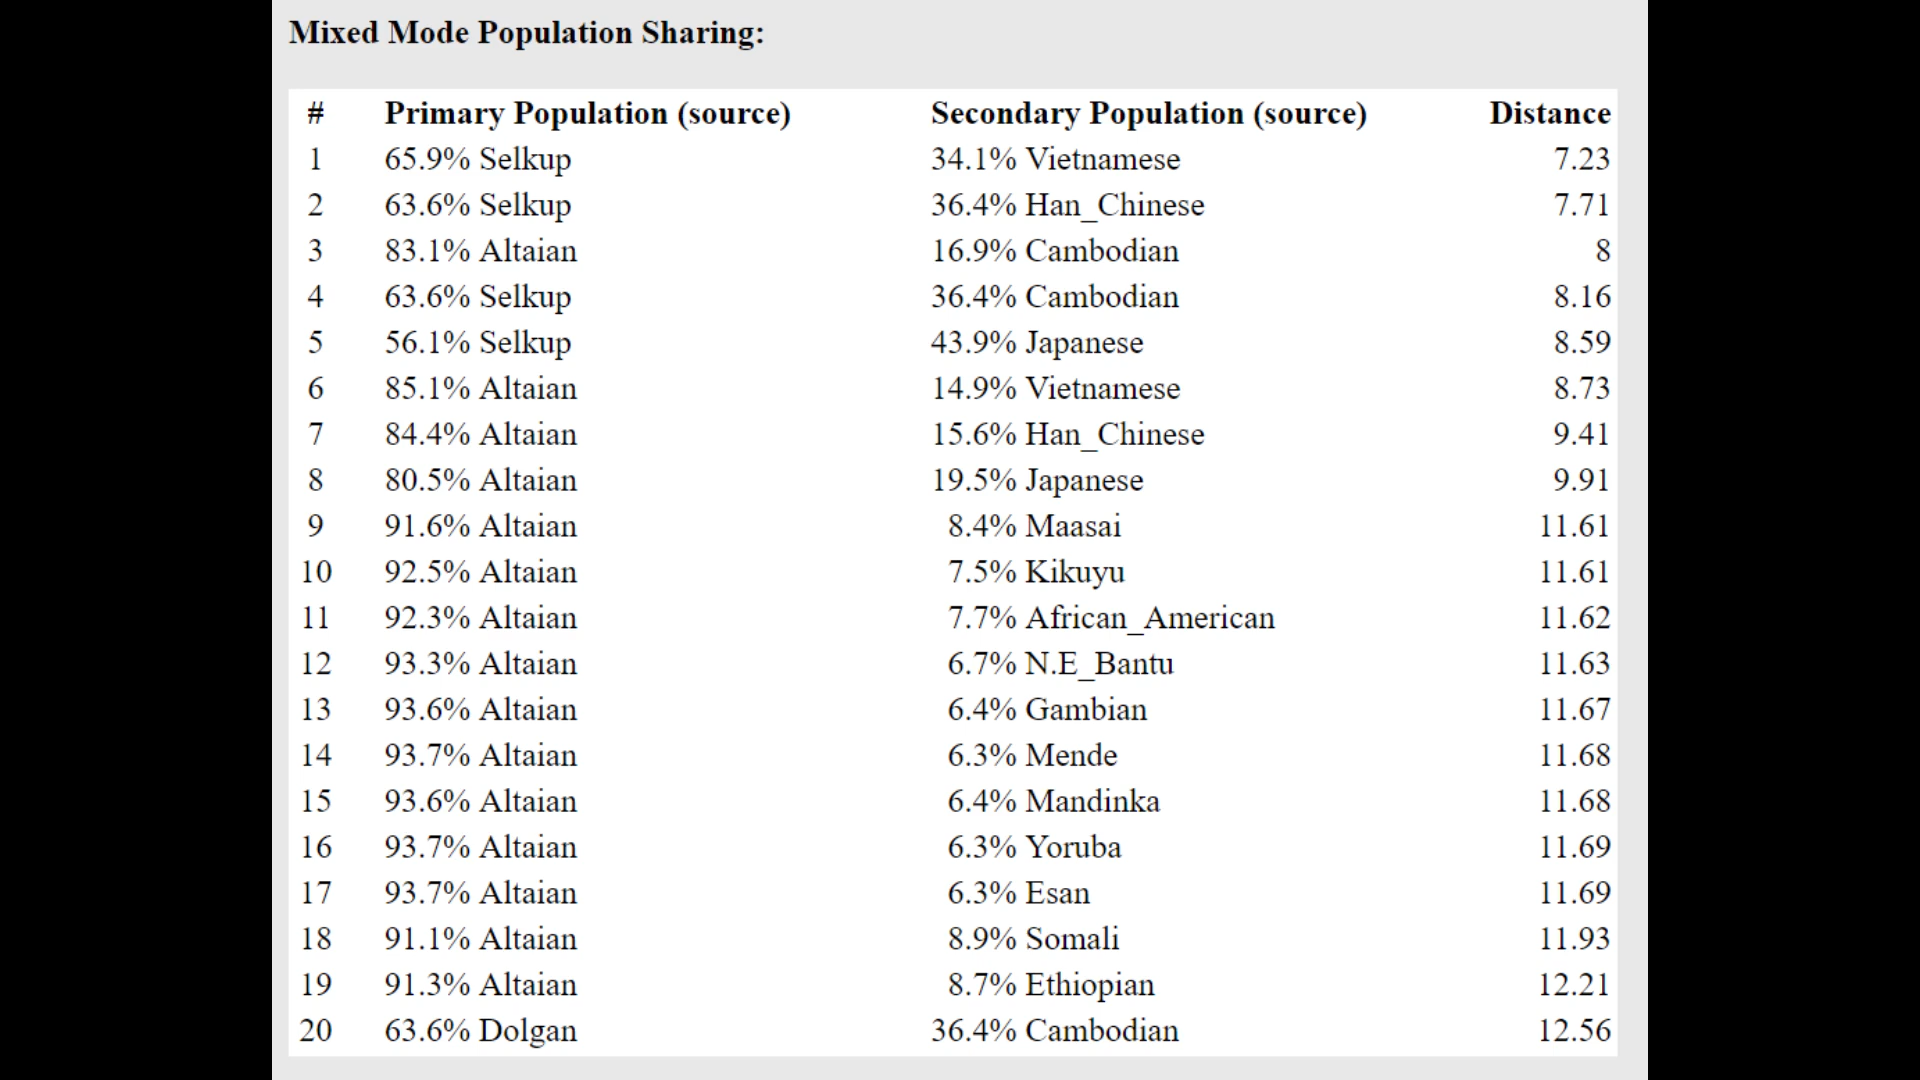 Mixed Mode Population Sharing:
# Primary Population (source) Secondary Population (source) Distance
1 65.9% Selkup 34.1% Vietnamese 7.23
2 63.6% Selkup 36.4% Han_Chinese 7.71
3 83.1% Altaian 16.9% Cambodian 8
4 63.6% Selkup 36.4% Cambodian 8.16
5 56.1% Selkup 43.9% Japanese 8.59
6 85.1% Altaian 14.9% Vietnamese 8.73
7 84.4% Altaian 15.6% Han_Chinese 9.41
8 80.5% Altaian 19.5% Japanese 9.91
9 91.6% Altaian 8.4% Maasai 11.61
10 92.5% Altaian 7.5% Kikuyu 11.61
11 92.3% Altaian 7.7% African_American 11.62
12 93.3% Altaian 6.7% N.E_Bantu 11.63
13 93.6% Altaian 6.4% Gambian 11.67
14 93.7% Altaian 6.3% Mende 11.68
15 93.6% Altaian 6.4% Mandinka 11.68
16 93.7% Altaian 6.3% Yoruba 11.69
17 93.7% Altaian 6.3% Esan 11.69
18 91.1% Altaian 8.9% Somali 11.93
19 91.3% Altaian 8.7% Ethiopian 12.21
20 63.6% Dolgan 36.4% Cambodian 12.56